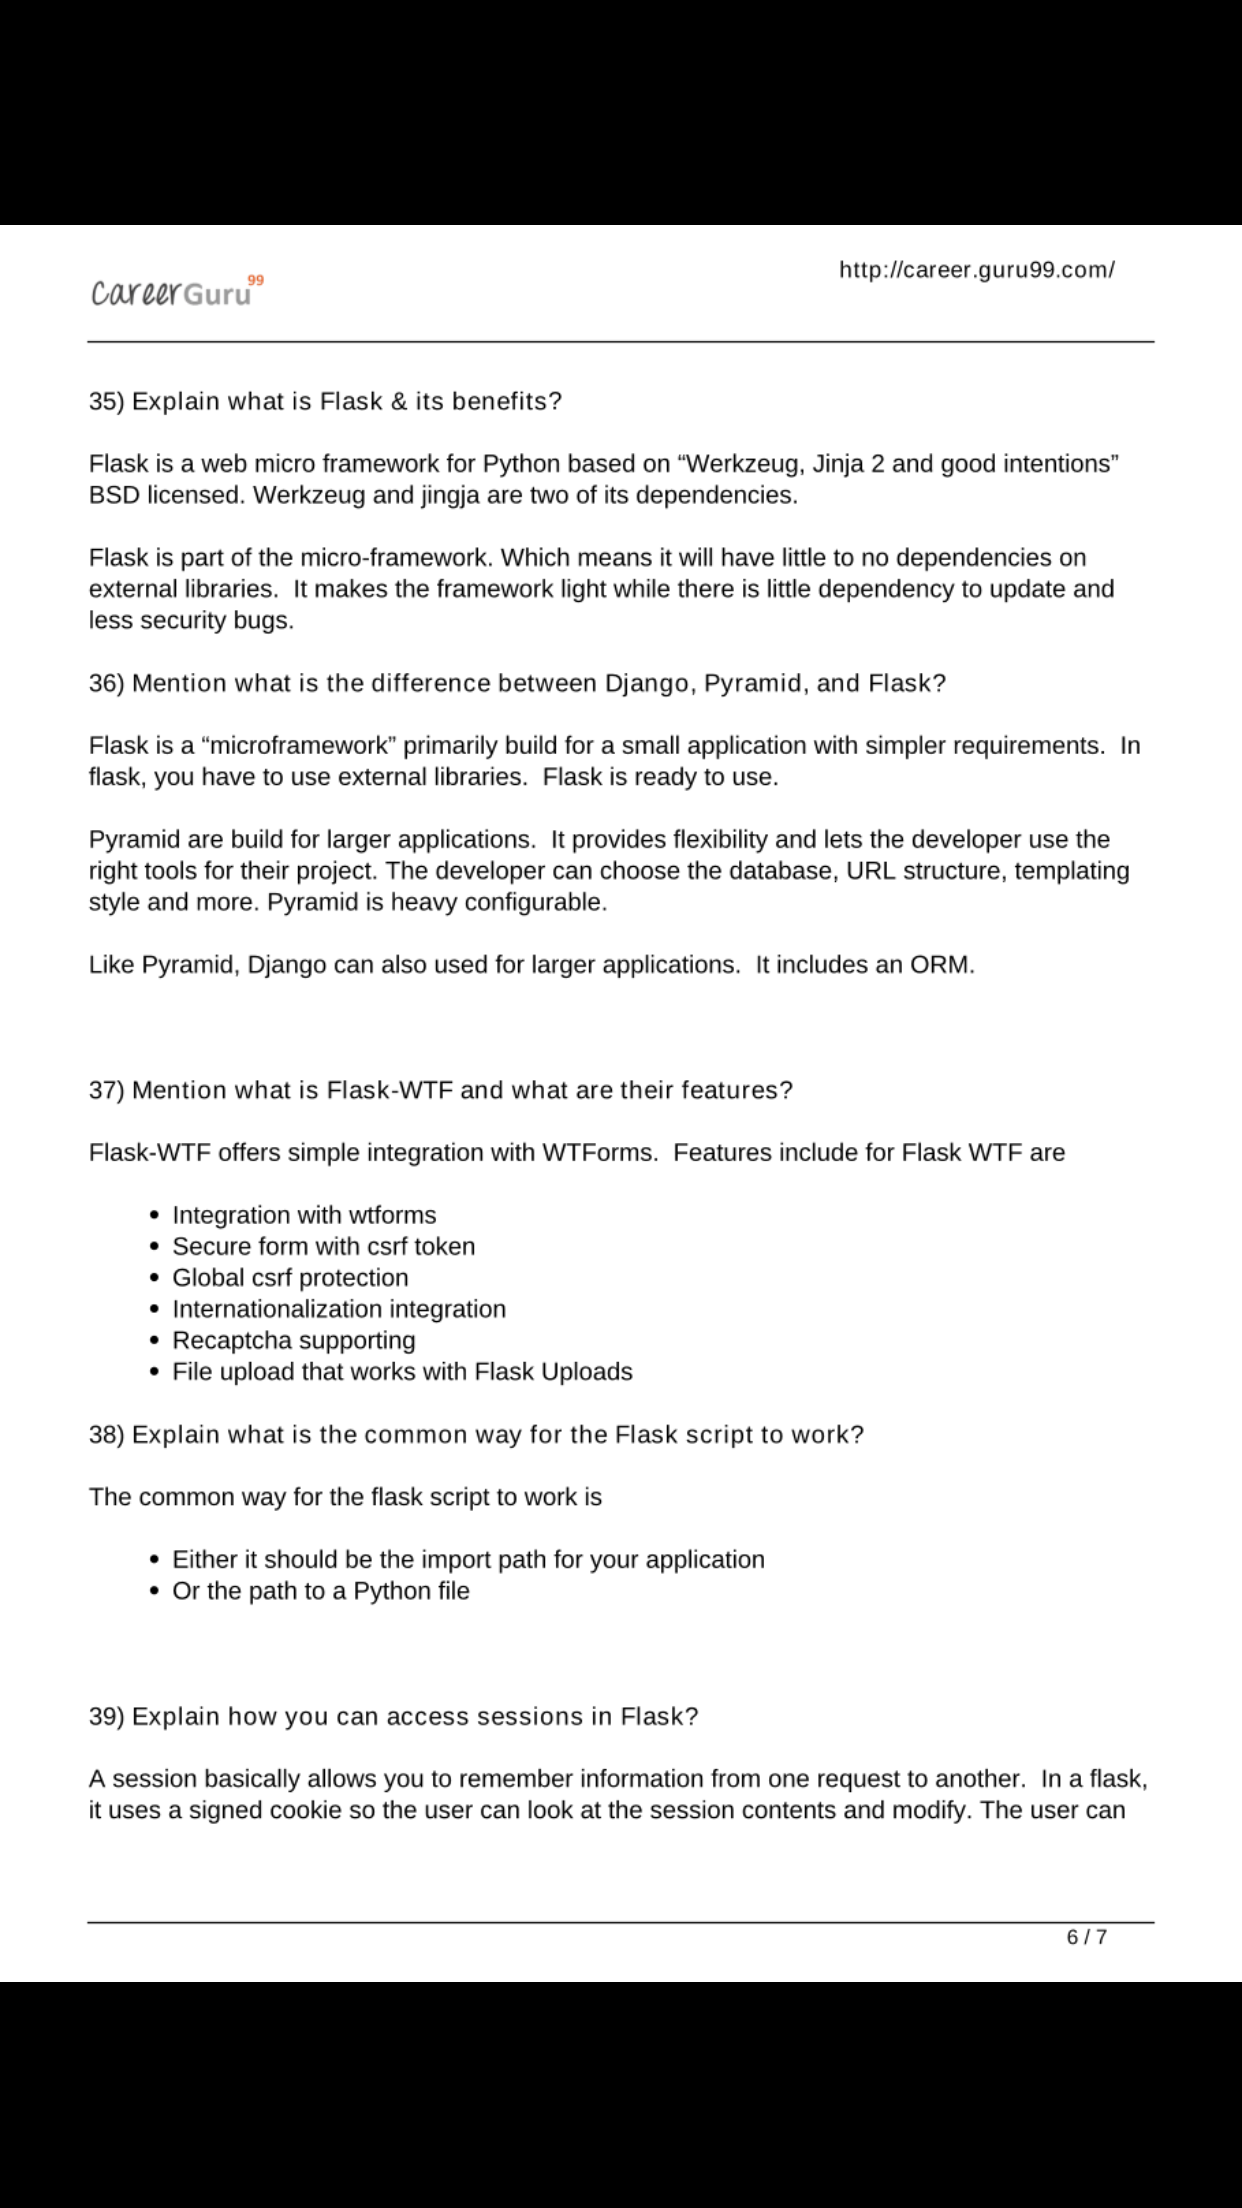 CareerGuru99
http://career.guru99.com/
35) Explain what is Flask & its benefits?
Flask is a web micro framework for Python based on “Werkzeug, Jinja 2 and good intentions”
BSD licensed. Werkzeug and jingja are two of its dependencies.
Flask is part of the micro-framework. Which means it will have little to no dependencies on
external libraries.  It makes the framework light while there is little dependency to update and
less security bugs.
36) Mention what is the difference between Django, Pyramid, and Flask?
Flask is a “microframework” primarily build for a small application with simpler requirements.  In
flask, you have to use external libraries.  Flask is ready to use.
Pyramid are build for larger applications.  It provides flexibility and lets the developer use the
right tools for their project. The developer can choose the database, URL structure, templating
style and more. Pyramid is heavy configurable.
Like Pyramid, Django can also used for larger applications.  It includes an ORM.
37) Mention what is Flask-WTF and what are their features?
Flask-WTF offers simple integration with WTForms.  Features include for Flask WTF are
• Integration with wtforms
• Secure form with csrf token
• Global csrf protection
• Internationalization integration
• Recaptcha supporting
• File upload that works with Flask Uploads
38) Explain what is the common way for the Flask script to work?
The common way for the flask script to work is
• Either it should be the import path for your application
• Or the path to a Python file
39) Explain how you can access sessions in Flask?
A session basically allows you to remember information from one request to another.  In a flask,
it uses a signed cookie so the user can look at the session contents and modify. The user can
6 / 7